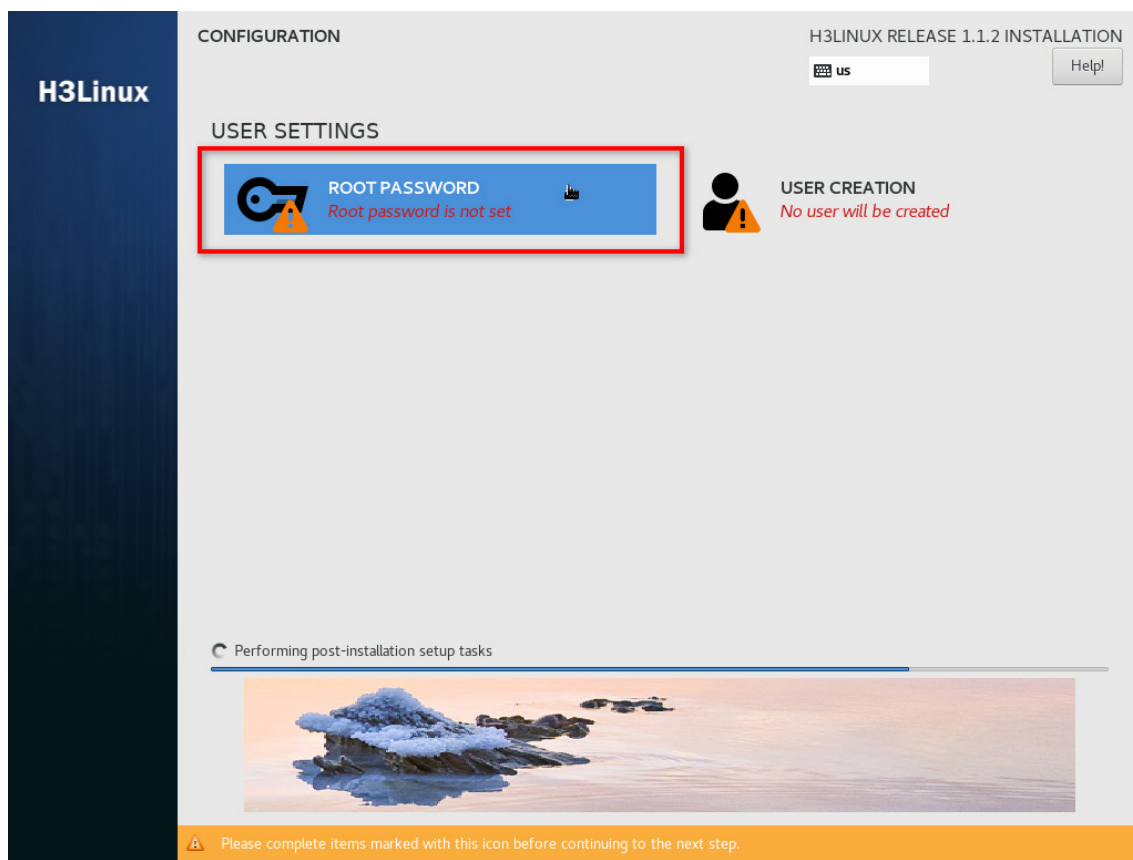 H3Linux
CONFIGURATION
H3LINUX RELEASE 1.1.2 INSTALLATION
us
Help!
USER SETTINGS
ROOT PASSWORD
Root password is not set
USER CREATION
No user will be created
Performing post-installation setup tasks
Please complete items marked with this icon before continuing to the next step.